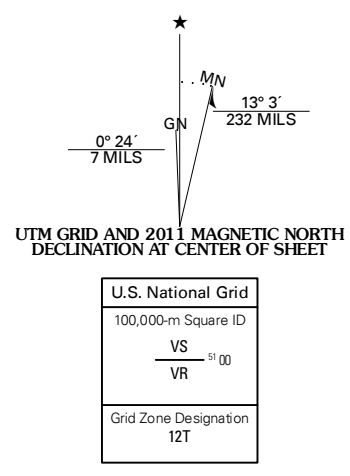 ★
MN
13° 3´
232 MILS
GN
0° 24´
7 MILS
UTM GRID AND 2011 MAGNETIC NORTH
DECLINATION AT CENTER OF SHEET
U.S. National Grid
100,000-m Square ID
VS
51 00
VR
Grid Zone Designation
12T